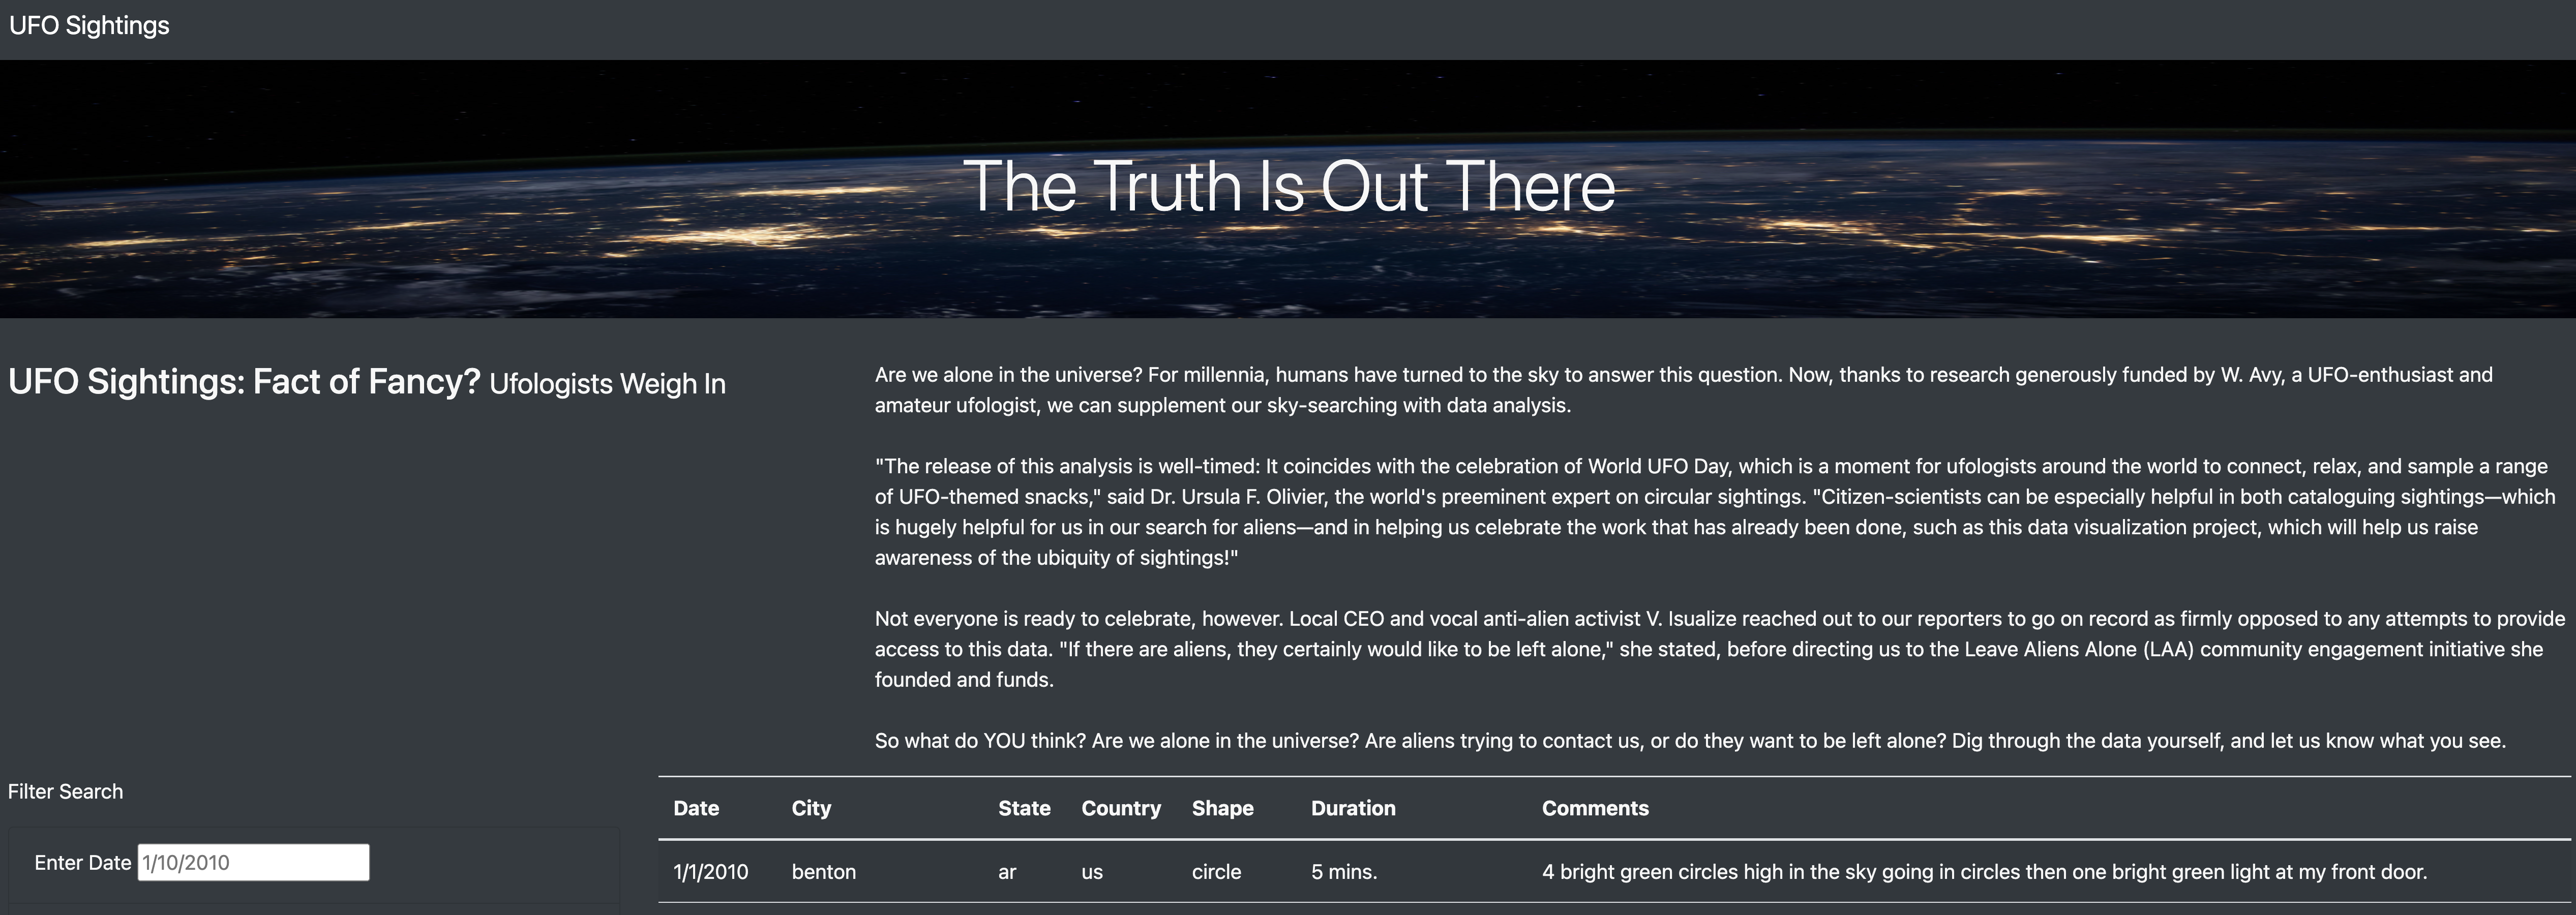 UFO Sightings
The Truth Is Out There
UFO Sightings: Fact of Fancy? Ufologists Weigh In
Are we alone in the universe? For millennia, humans have turned to the sky to answer this question. Now, thanks to research generously funded by W. Avy, a UFO-enthusiast and
amateur ufologist, we can supplement our sky-searching with data analysis.
"The release of this analysis is well-timed: It coincides with the celebration of World UFO Day, which is a moment for ufologists around the world to connect, relax, and sample a range
of UFO-themed snacks," said Dr. Ursula F. Olivier, the world's preeminent expert on circular sightings. "Citizen-scientists can be especially helpful in both cataloguing sightings—which
is hugely helpful for us in our search for aliens—and in helping us celebrate the work that has already been done, such as this data visualization project, which will help us raise
awareness of the ubiquity of sightings!"
Not everyone is ready to celebrate, however. Local CEO and vocal anti-alien activist V. Isualize reached out to our reporters to go on record as firmly opposed to any attempts to provide
access to this data. "If there are aliens, they certainly would like to be left alone," she stated, before directing us to the Leave Aliens Alone (LAA) community engagement initiative she
founded and funds.
So what do YOU think? Are we alone in the universe? Are aliens trying to contact us, or do they want to be left alone? Dig through the data yourself, and let us know what you see.
Filter Search
Enter Date 1/10/2010
Date City State Country Shape Duration Comments
1/1/2010 benton ar us circle 5 mins. 4 bright green circles high in the sky going in circles then one bright green light at my front door.